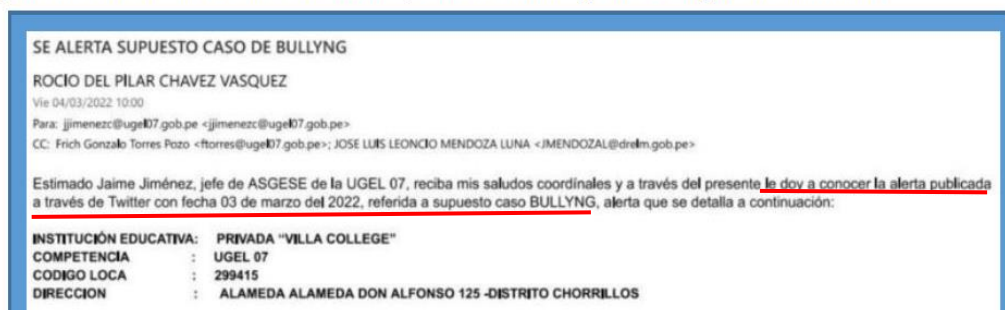 SE ALERTA SUPUESTO CASO DE BULLYNG
ROCIO DEL PILAR CHAVEZ VASQUEZ
Vie 04/03/2022 10:00
Para: jjimenezc@ugel07.gob.pe <jjimenezc@ugel07.gob.pe>
CC: Frich Gonzalo Torres Pozo <ftorres@ugel07.gob.pe>; JOSE LUIS LEONCIO MENDOZA LUNA <JMENDOZAL@drelm.gob.pe>
Estimado Jaime Jiménez, jefe de ASGESE de la UGEL 07, reciba mis saludos coordínales y a través del presente le doy a conocer la alerta publicada
a través de Twitter con fecha 03 de marzo del 2022, referida a supuesto caso BULLYNG, alerta que se detalla a continuación:
INSTITUCIÓN EDUCATIVA: PRIVADA “VILLA COLLEGE”
COMPETENCIA : UGEL 07
CODIGO LOCA : 299415
DIRECCION : ALAMEDA ALAMEDA DON ALFONSO 125 -DISTRITO CHORRILLOS